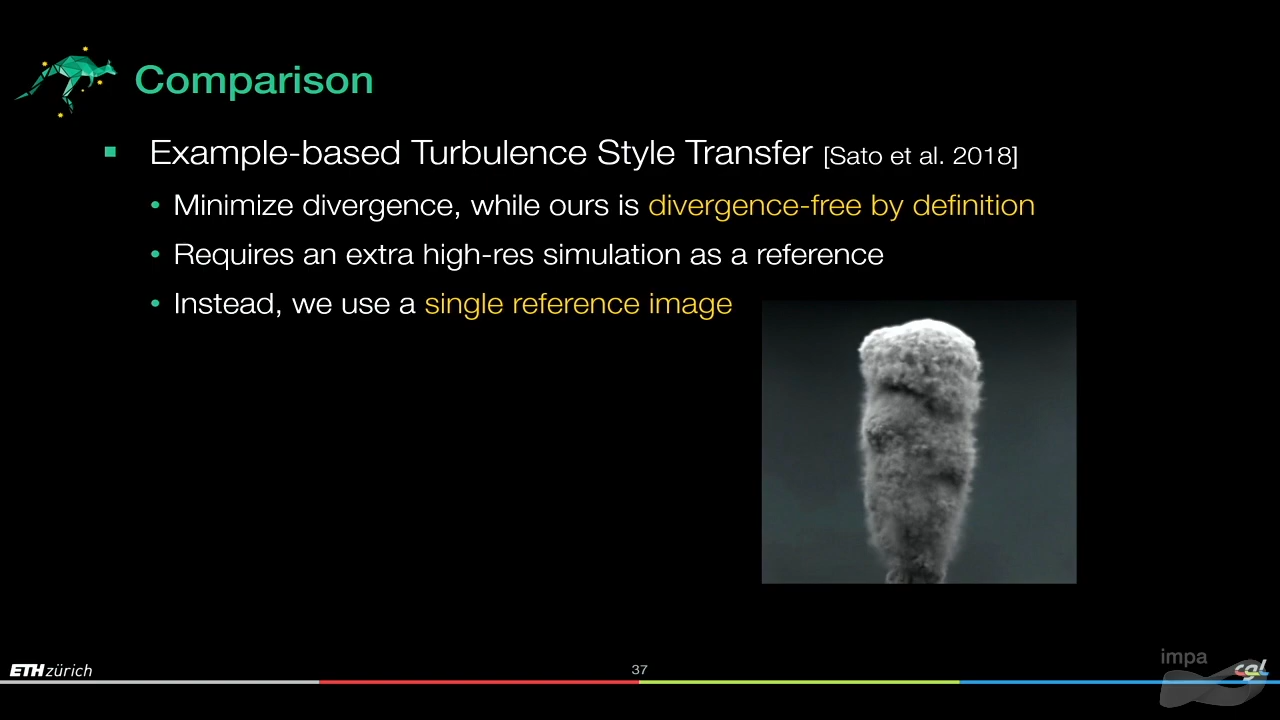 Comparison
Example-based Turbulence Style Transfer [Sato et al. 2018]
Minimize divergence, while ours is divergence-free by definition
Requires an extra high-res simulation as a reference
Instead, we use a single reference image
ETH zürich
37
impa
cgl